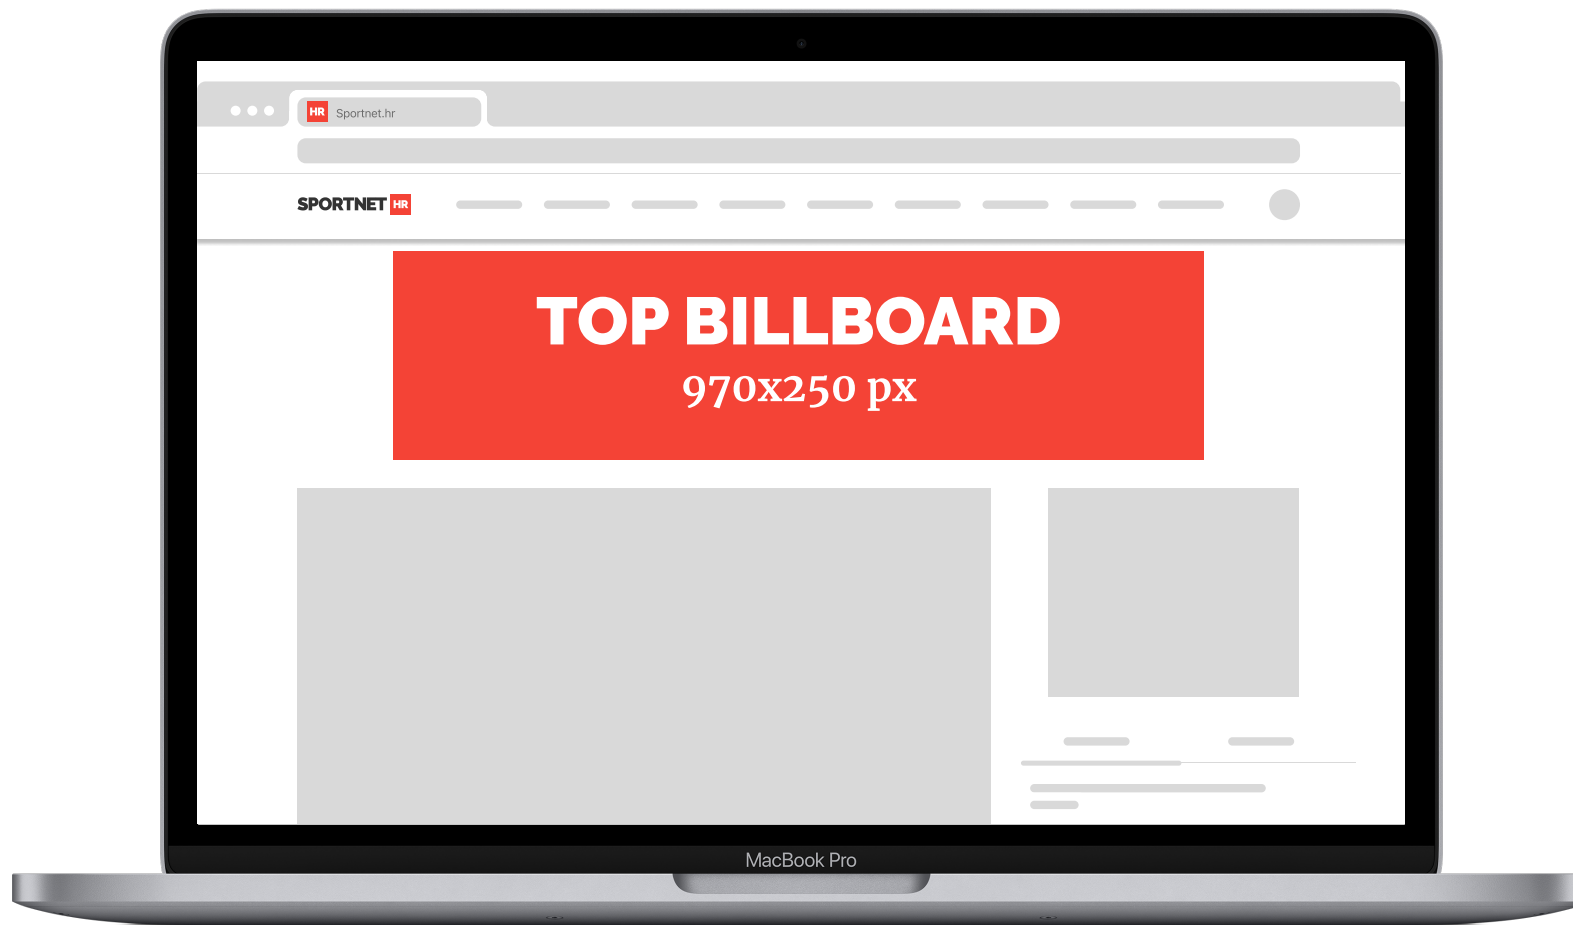 HR Sportnet.hr
SPORTNET HR
TOP BILLBOARD
970x250 px
MacBook Pro